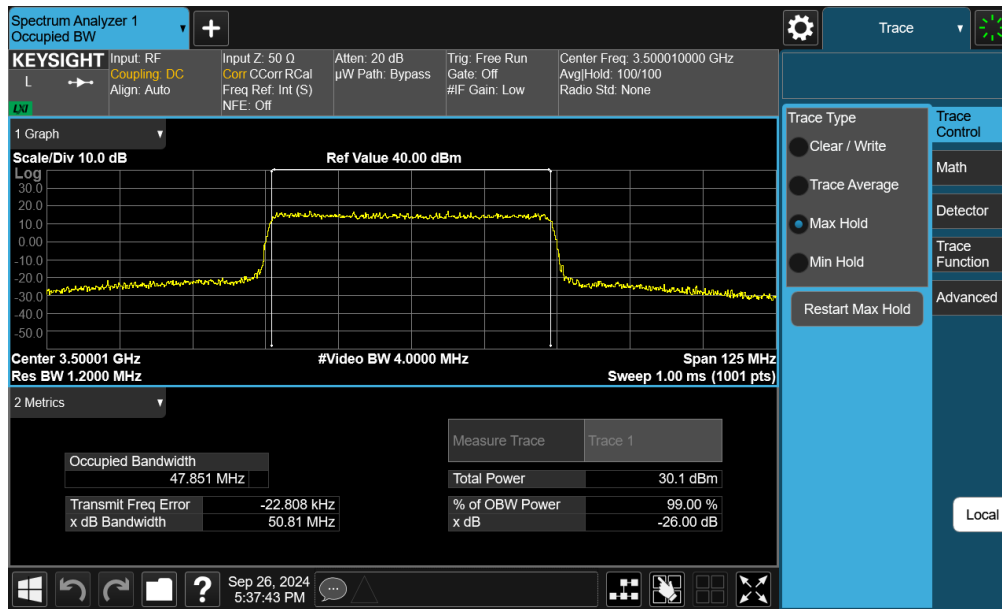 Spectrum Analyzer 1
Occupied BW
+
Trace
KEYSIGHT
L
LXI
Input: RF
Coupling: DC
Align: Auto
Input Z: 50 Ω
Corr CCorr RCal
Freq Ref: Int (S)
NFE: Off
Atten: 20 dB
µW Path: Bypass
Trig: Free Run
Gate: Off
#IF Gain: Low
Center Freq: 3.500010000 GHz
Avg|Hold: 100/100
Radio Std: None
1 Graph
Scale/Div 10.0 dB
Ref Value 40.00 dBm
Log
30.0
20.0
10.0
0.00
-10.0
-20.0
-30.0
-40.0
-50.0
Center 3.50001 GHz
#Video BW 4.0000 MHz
Span 125 MHz
Res BW 1.2000 MHz
Sweep 1.00 ms (1001 pts)
2 Metrics
Measure Trace
Trace 1
Occupied Bandwidth
47.851 MHz
Total Power
30.1 dBm
Transmit Freq Error
-22.808 kHz
% of OBW Power
99.00 %
x dB Bandwidth
50.81 MHz
x dB
-26.00 dB
Trace Type
Clear / Write
Trace Average
Max Hold
Min Hold
Restart Max Hold
Trace
Control
Math
Detector
Trace
Function
Advanced
Local
?
Sep 26, 2024
5:37:43 PM